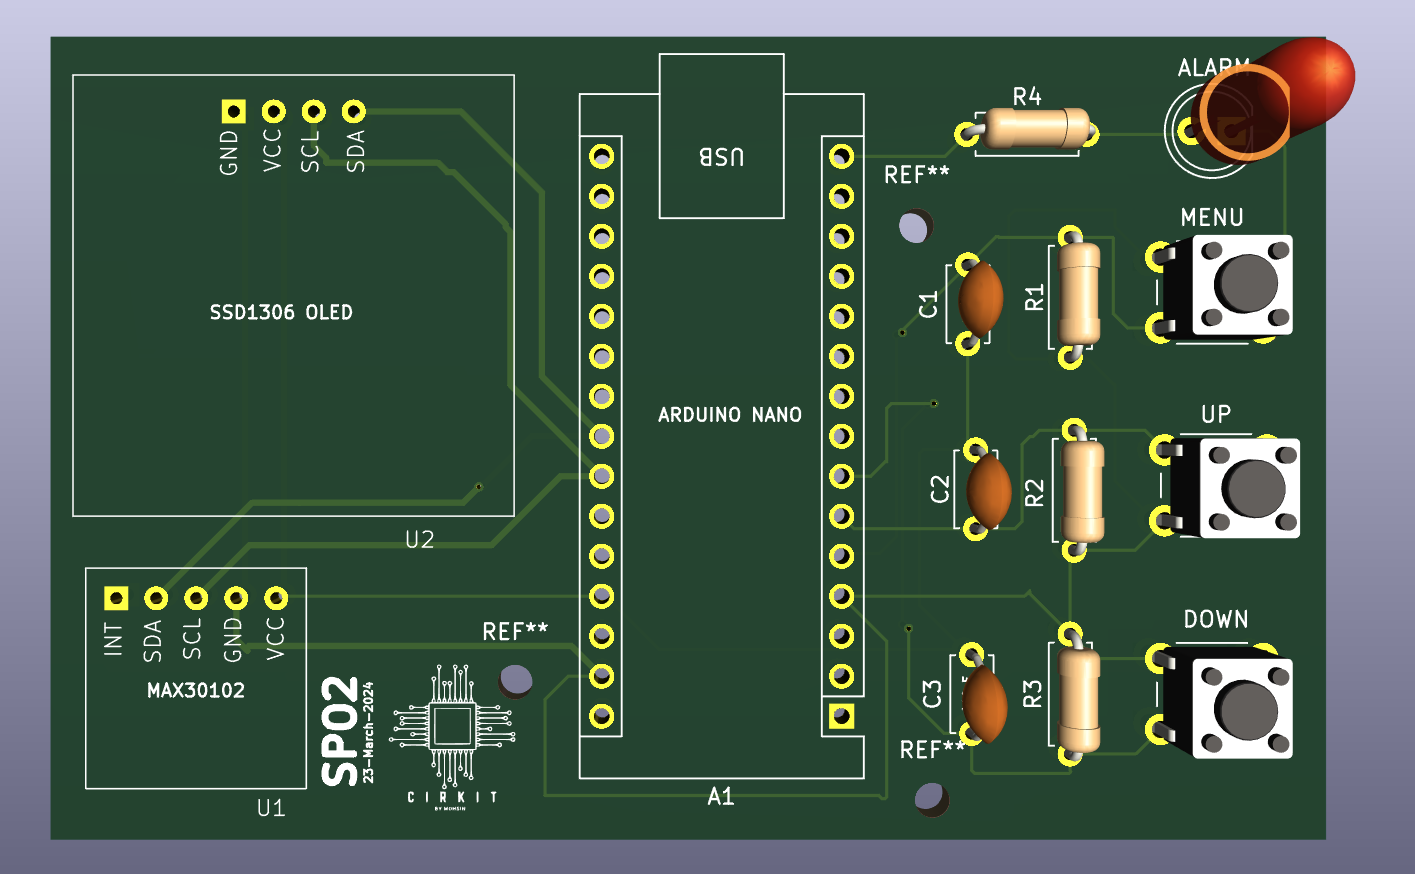 GND
VCC
SCL
SDA
SSD1306 OLED
U2
INT
SDA
SCL
GND
VCC
MAX30102
U1
SPO2
23-March-2024
CIRKIT
BY MOHSIN
REF**
USB
ARDUINO NANO
A1
R4
REF**
ALARM
MENU
C1
R1
UP
C2
R2
DOWN
C3
R3
REF**